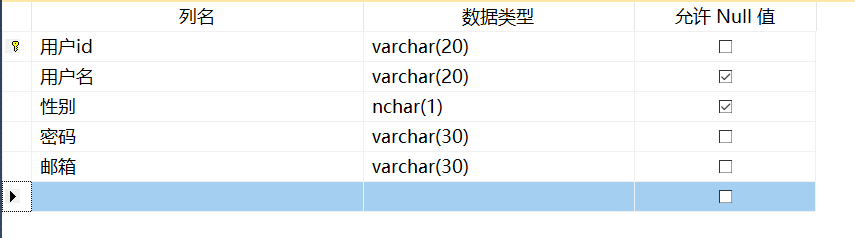 列名 数据类型 允许 Null 值
用户id varchar(20)
用户名 varchar(20)
性别 nchar(1)
密码 varchar(30)
邮箱 varchar(30)